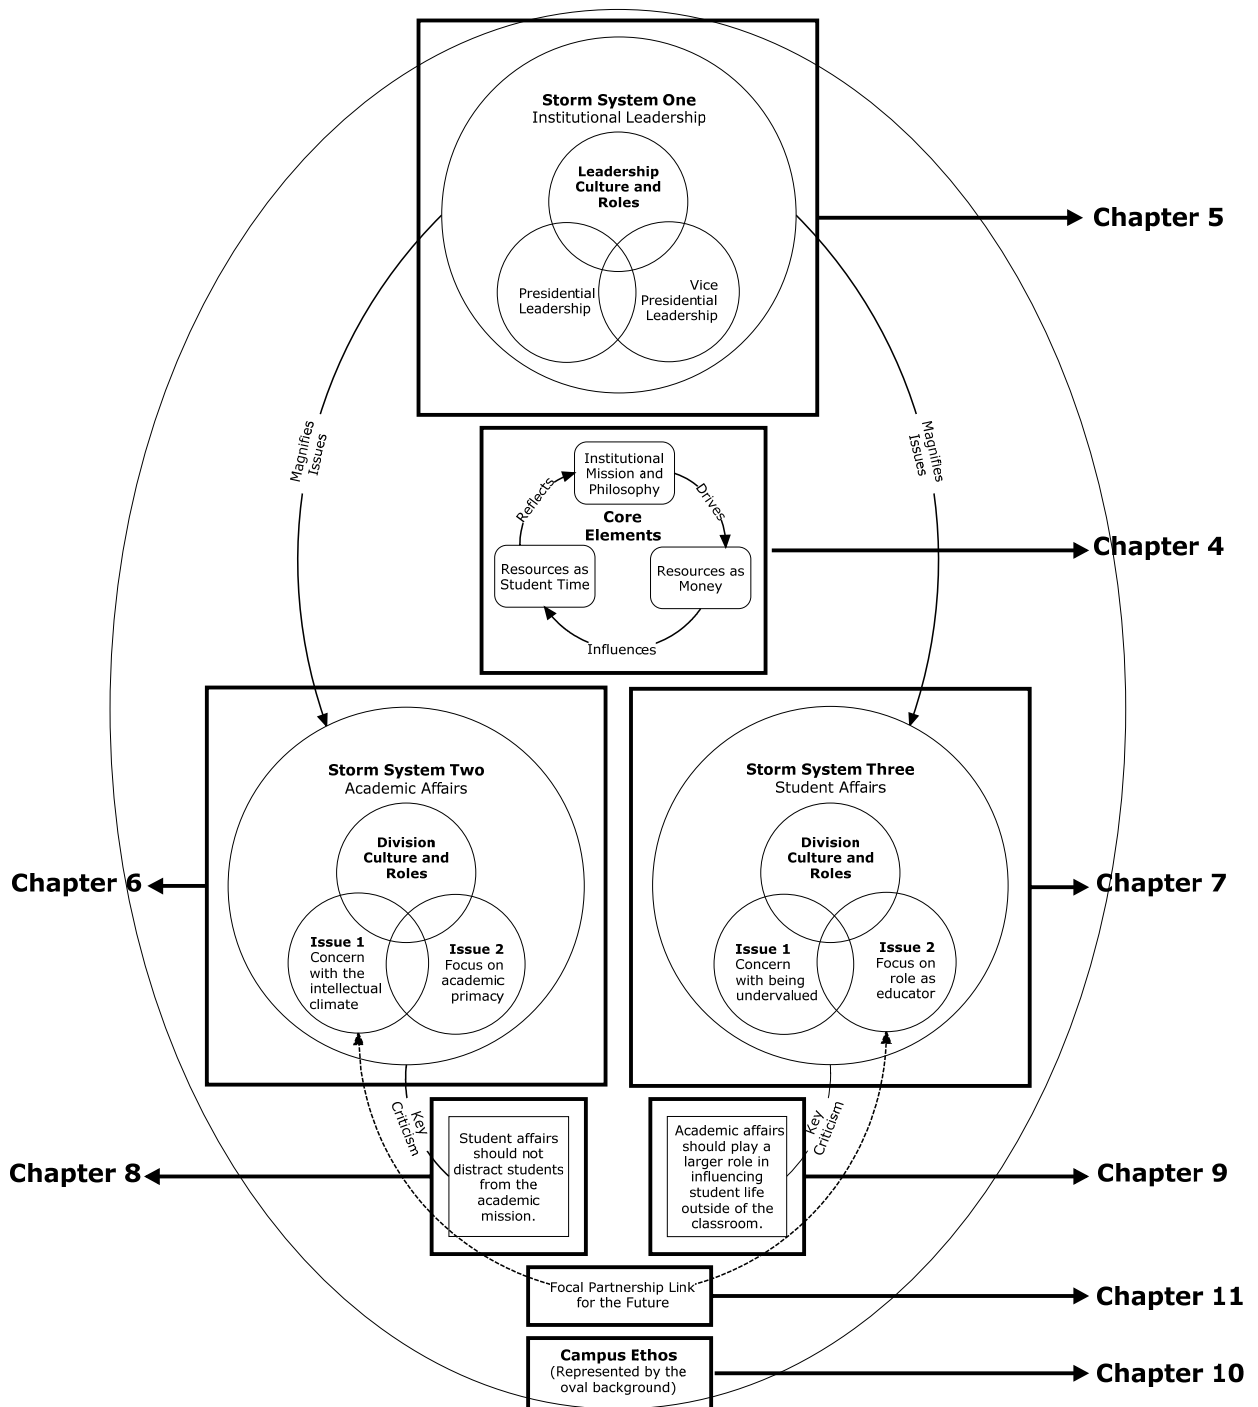 Storm System One
Institutional Leadership
Leadership
Culture and
Roles
Presidential
Leadership
Vice
Presidential
Leadership
Chapter 5
Magnifies
Issues
Magnifies
Issues
Institutional
Mission and
Philosophy
Reflects
Drives
Core
Elements
Resources as
Student Time
Resources as
Money
Influences
Chapter 4
Storm System Two
Academic Affairs
Division
Culture and
Roles
Issue 1
Concern
with the
intellectual
climate
Issue 2
Focus on
academic
primacy
Chapter 6
Storm System Three
Student Affairs
Division
Culture and
Roles
Issue 1
Concern
with being
undervalued
Issue 2
Focus on
role as
educator
Chapter 7
Key
Criticism
Student affairs
should not
distract students
from the
academic
mission.
Chapter 8
Key
Criticism
Academic affairs
should play a
larger role in
influencing
student life
outside of the
classroom.
Chapter 9
Focal Partnership Link
for the Future
Chapter 11
Campus Ethos
(Represented by the
oval background)
Chapter 10